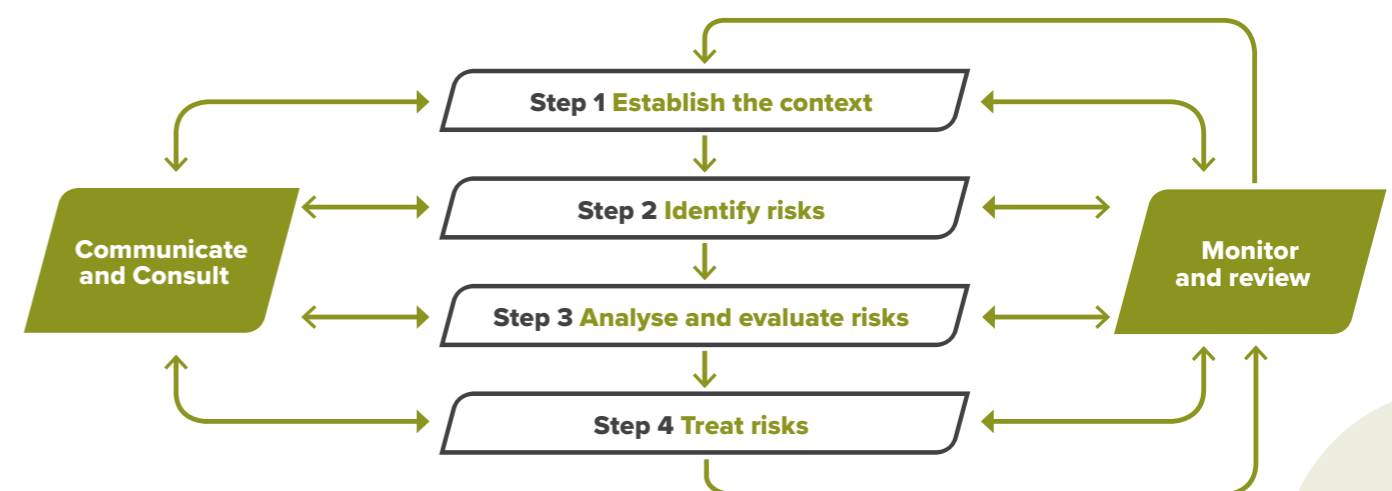 Step 1 Establish the context
Step 2 Identify risks
Communicate
and Consult
Monitor
and review
Step 3 Analyse and evaluate risks
Step 4 Treat risks